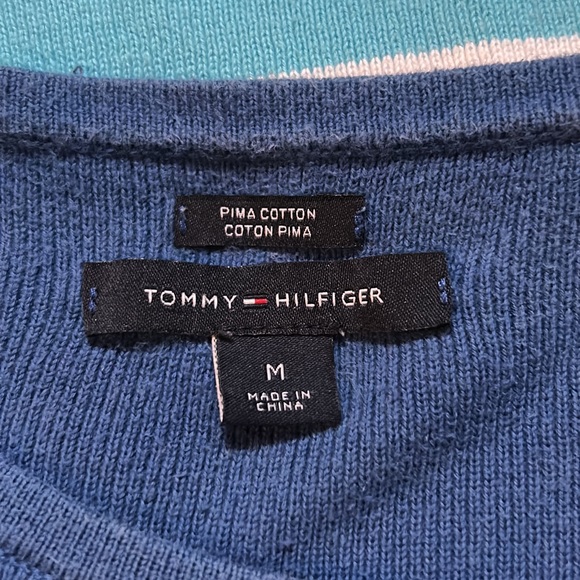 PIMA COTTON
COTON PIMA
TOMMY HILFIGER
M
MADE IN
CHINA